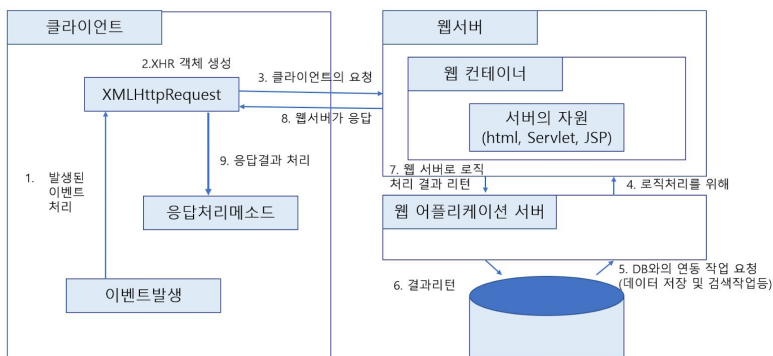 클라이언트
2.XHR 객체 생성
XMLHttpRequest
3. 클라이언트의 요청
8. 웹서버가 응답
1. 발생된
이벤트
처리
9. 응답결과 처리
응답처리메소드
이벤트발생
웹서버
웹 컨테이너
서버의 자원
(html, Servlet, JSP)
7. 웹 서버로 로직
처리 결과 리턴
4. 로직처리를 위해
웹 어플리케이션 서버
6. 결과리턴
5. DB와의 연동 작업 요청
(데이터 저장 및 검색작업등)